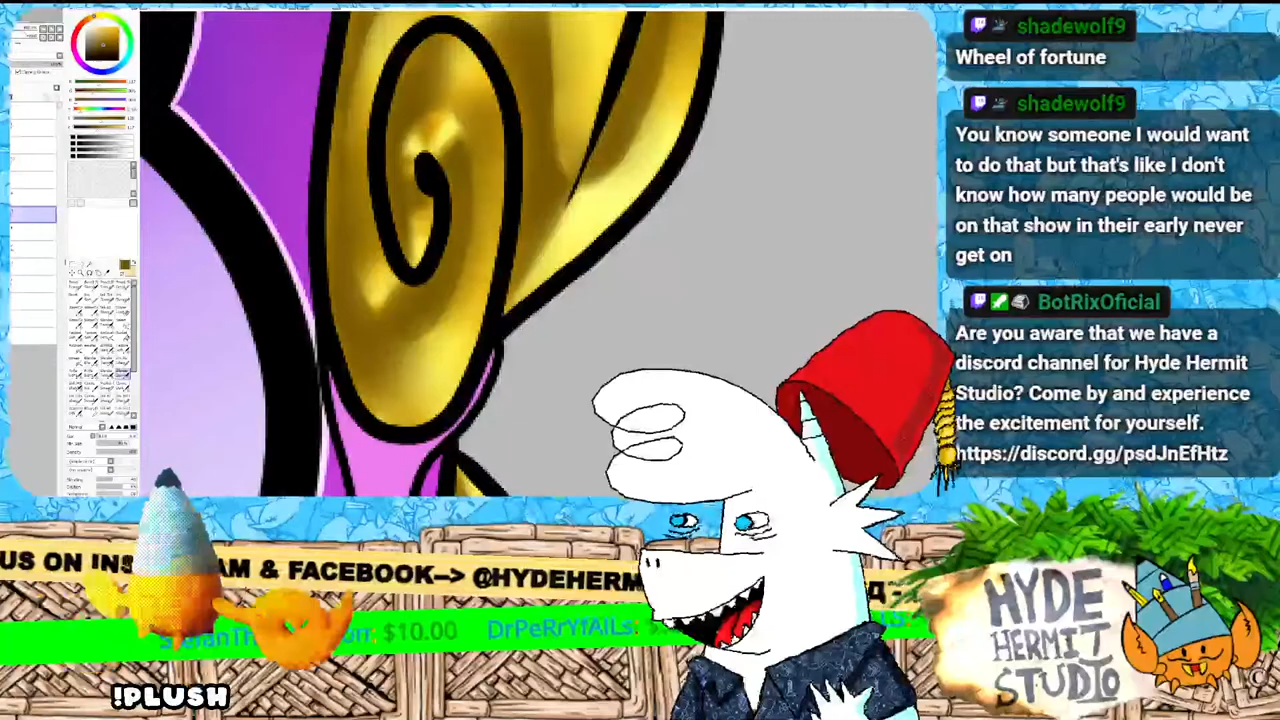 shadewolf9
Wheel of fortune
shadewolf9
You know someone I would want
to do that but that's like I don't
know how many people would be
on that show in their early never
get on
BotRixOficial
Are you aware that we have a
discord channel for Hyde Hermit
Studio? Come by and experience
the excitement for yourself.
https://discord.gg/psdJnEfHtz
US ON INS AM & FACEBOOK--> @HYDEHERM
$10.00 DrPeRRYfAiLs:
HYDE
HERMIT
STUDIO
!PLUSH